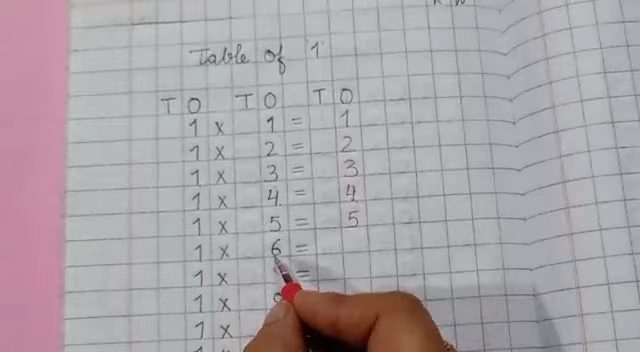 Table of 1
T O T O T O
1 x 1 = 1
1 x 2 = 2
1 x 3 = 3
1 x 4 = 4
1 x 5 = 5
1 x 6 =
1 x =
1 x
1 x
1